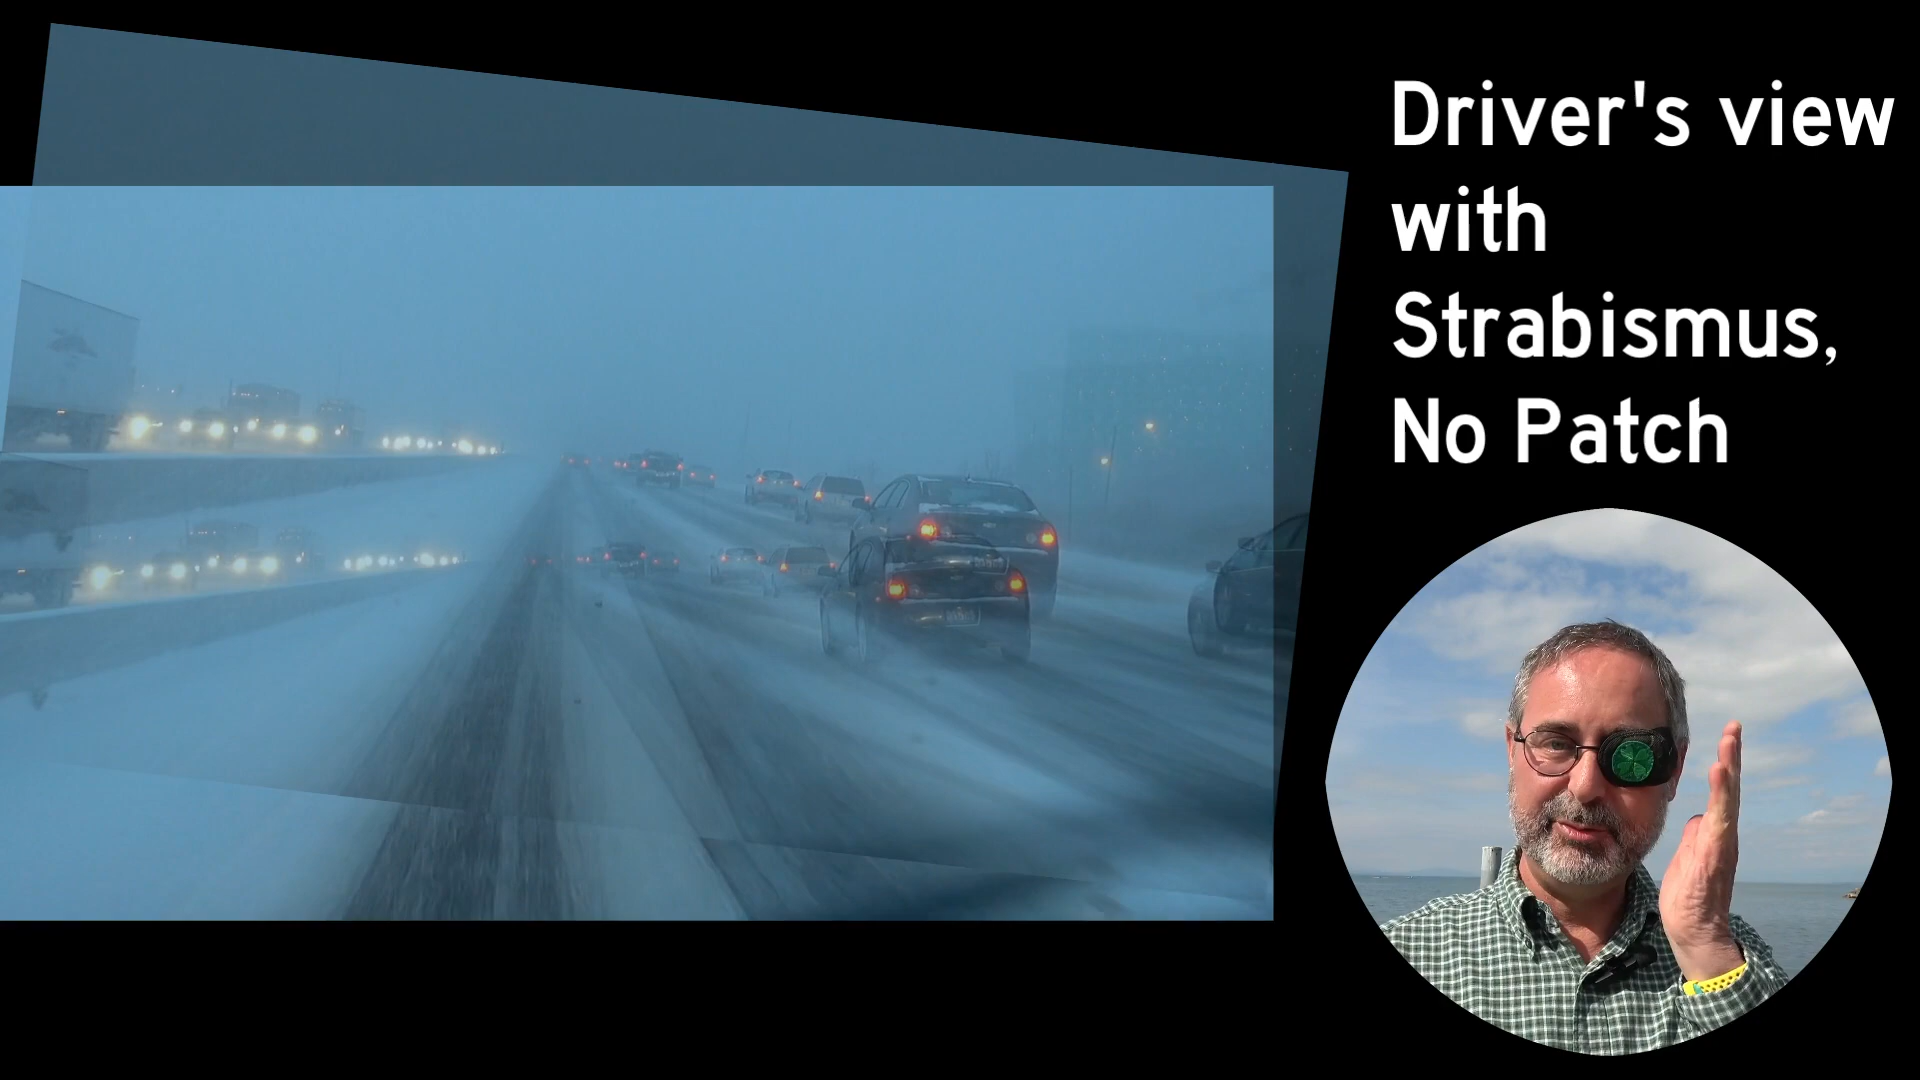 Driver's view
with
Strabismus,
No Patch